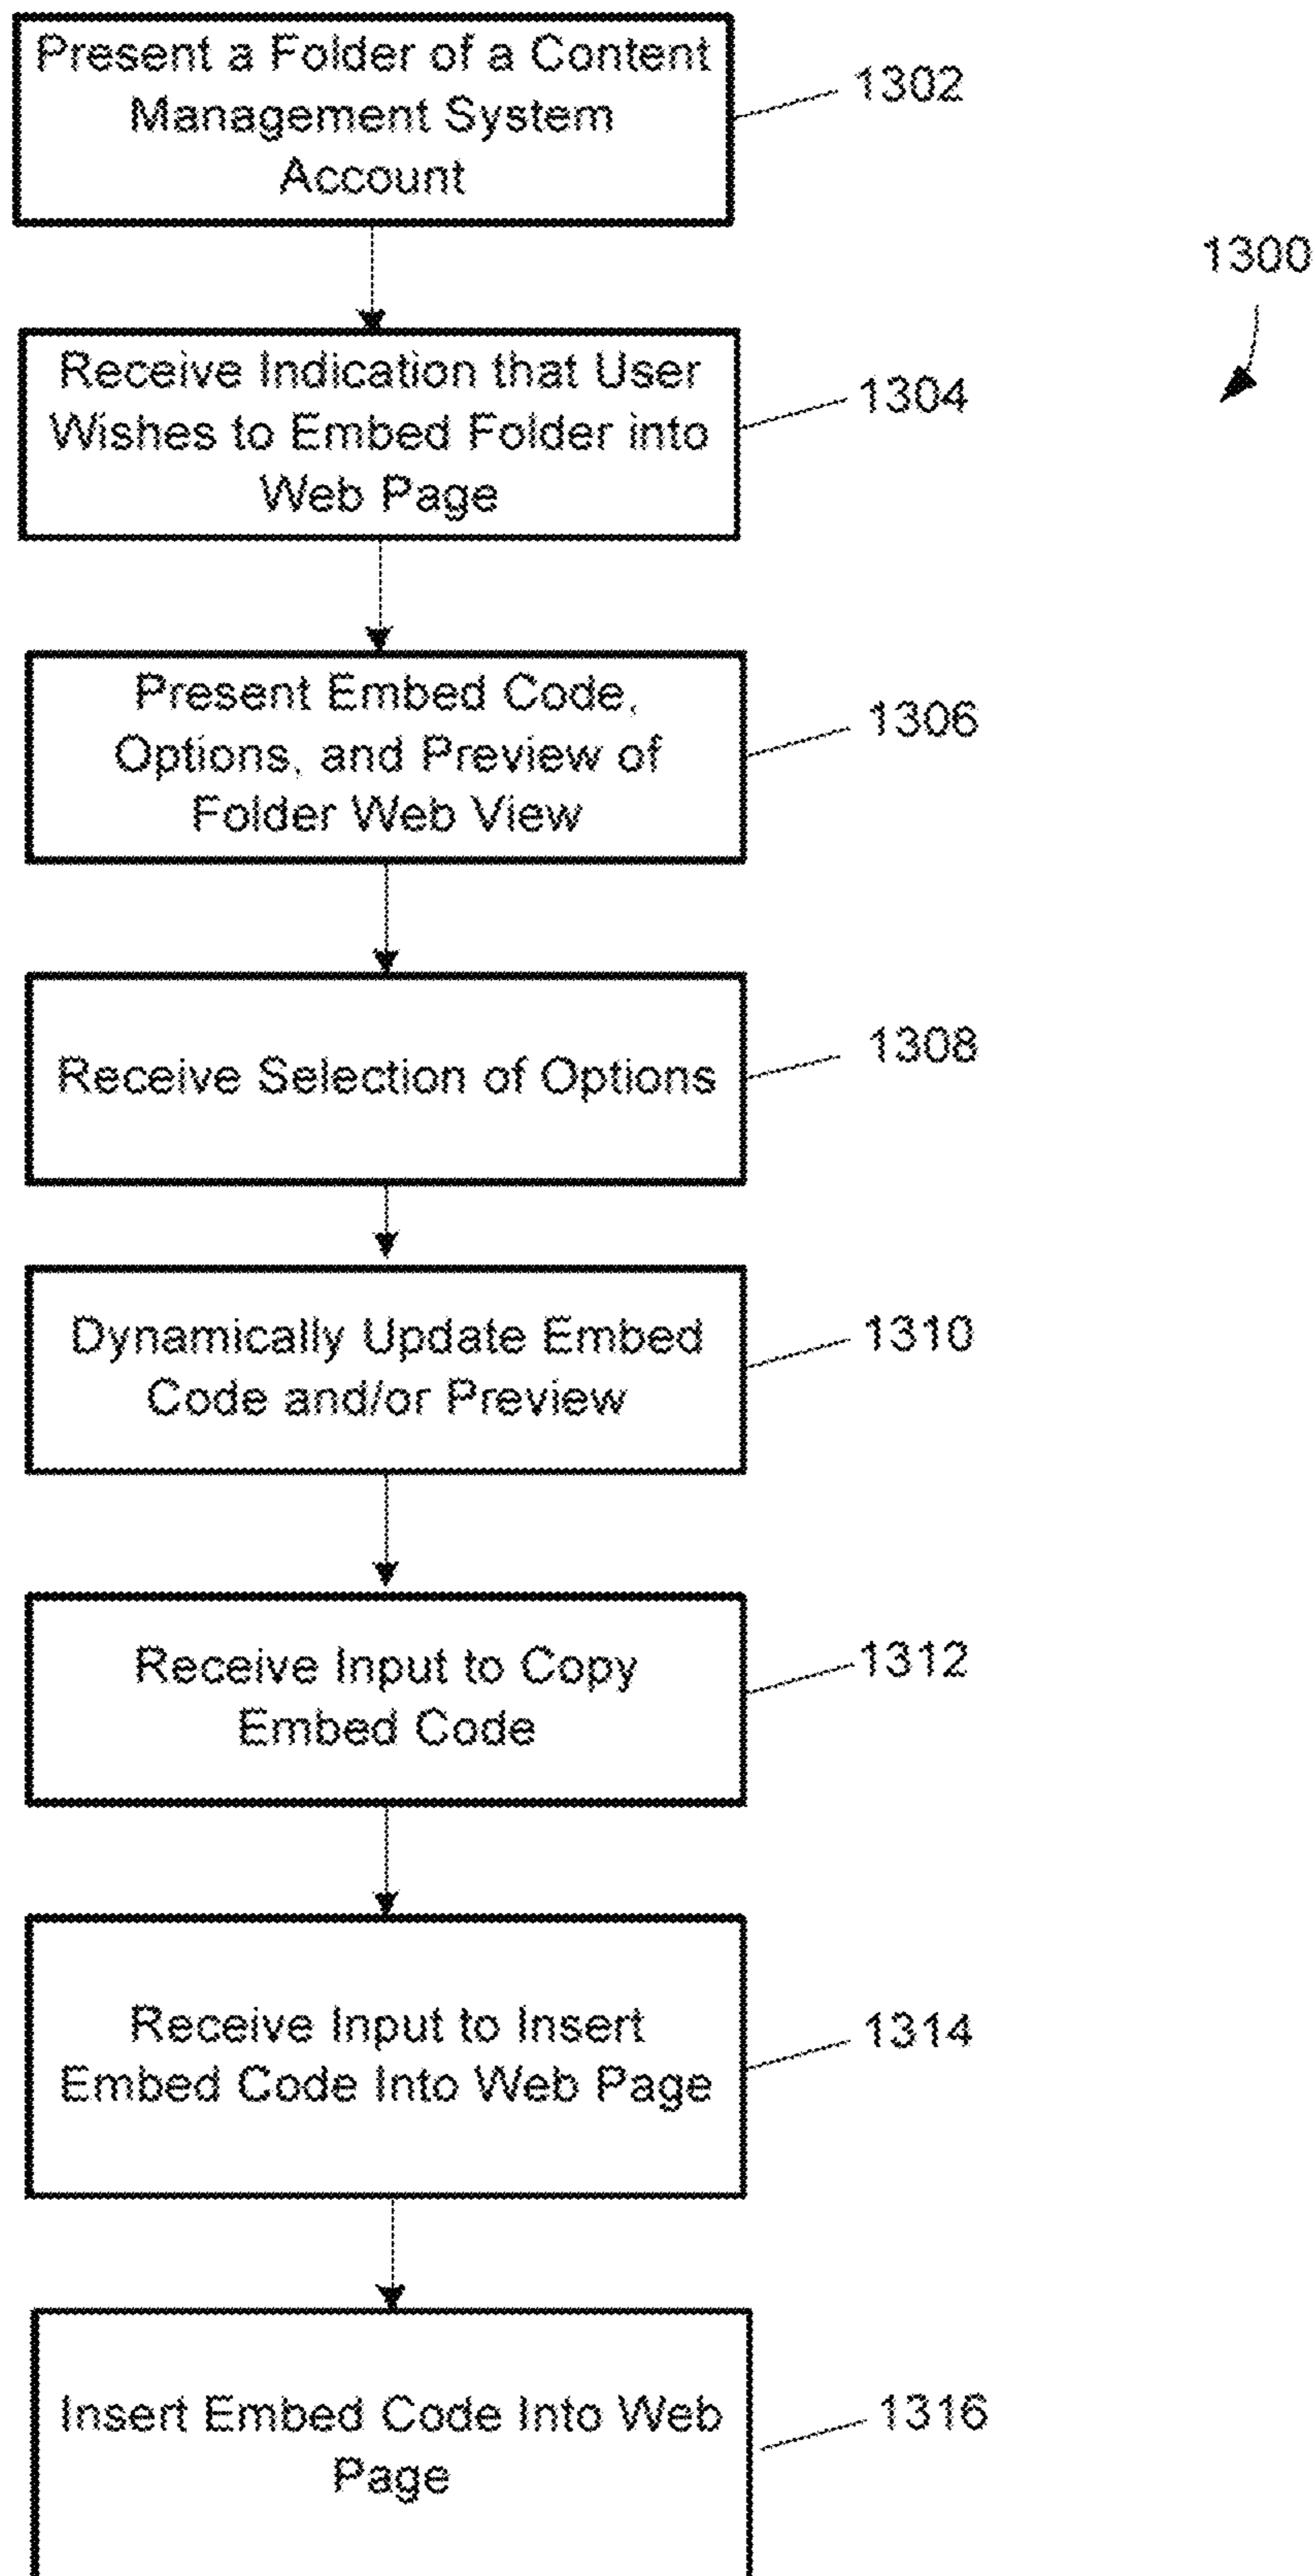 Present a Folder of a Content
Management System
Account
1302
1300
Receive Indication that User
Wishes to Embed Folder into
Web Page
1304
Present Embed Code,
Options, and Preview of
Folder Web View
1306
Receive Selection of Options
1308
Dynamically Update Embed
Code and/or Preview
1310
Receive Input to Copy
Embed Code
1312
Receive Input to Insert
Embed Code Into Web Page
1314
Insert Embed Code Into Web
Page
1316